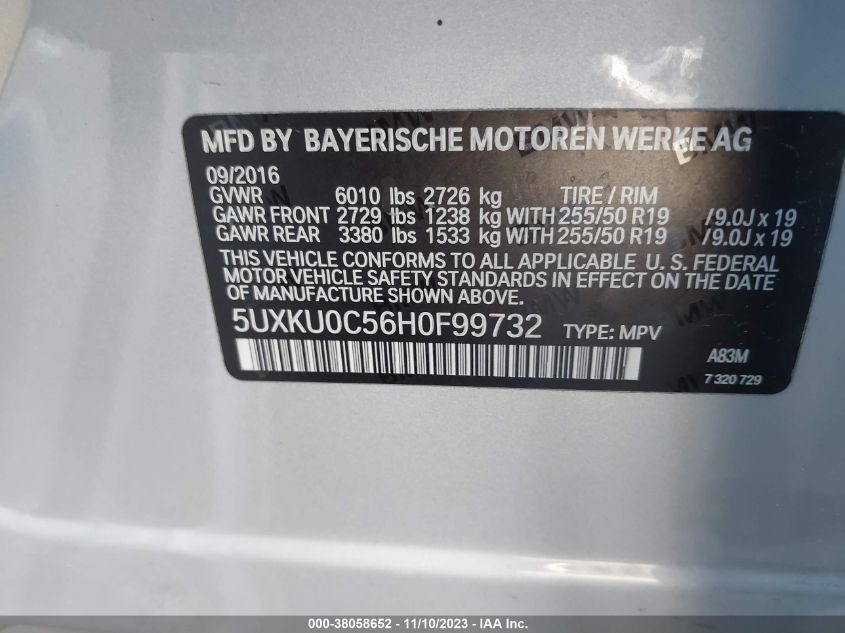 MFD BY BAYERISCHE MOTOREN WERKE AG
09/2016
GVWR 6010 lbs 2726 kg TIRE / RIM
GAWR FRONT 2729 lbs 1238 kg WITH 255/50 R19 /9.0J x 19
GAWR REAR 3380 lbs 1533 kg WITH 255/50 R19 /9.0J x 19
THIS VEHICLE CONFORMS TO ALL APPLICABLE U. S. FEDERAL
MOTOR VEHICLE SAFETY STANDARDS IN EFFECT ON THE DATE
OF MANUFACTURE SHOWN ABOVE.
5UXKU0C56H0F99732 TYPE: MPV
A83M
7 320 729
000-38058652 - 11/10/2023 - IAA Inc.